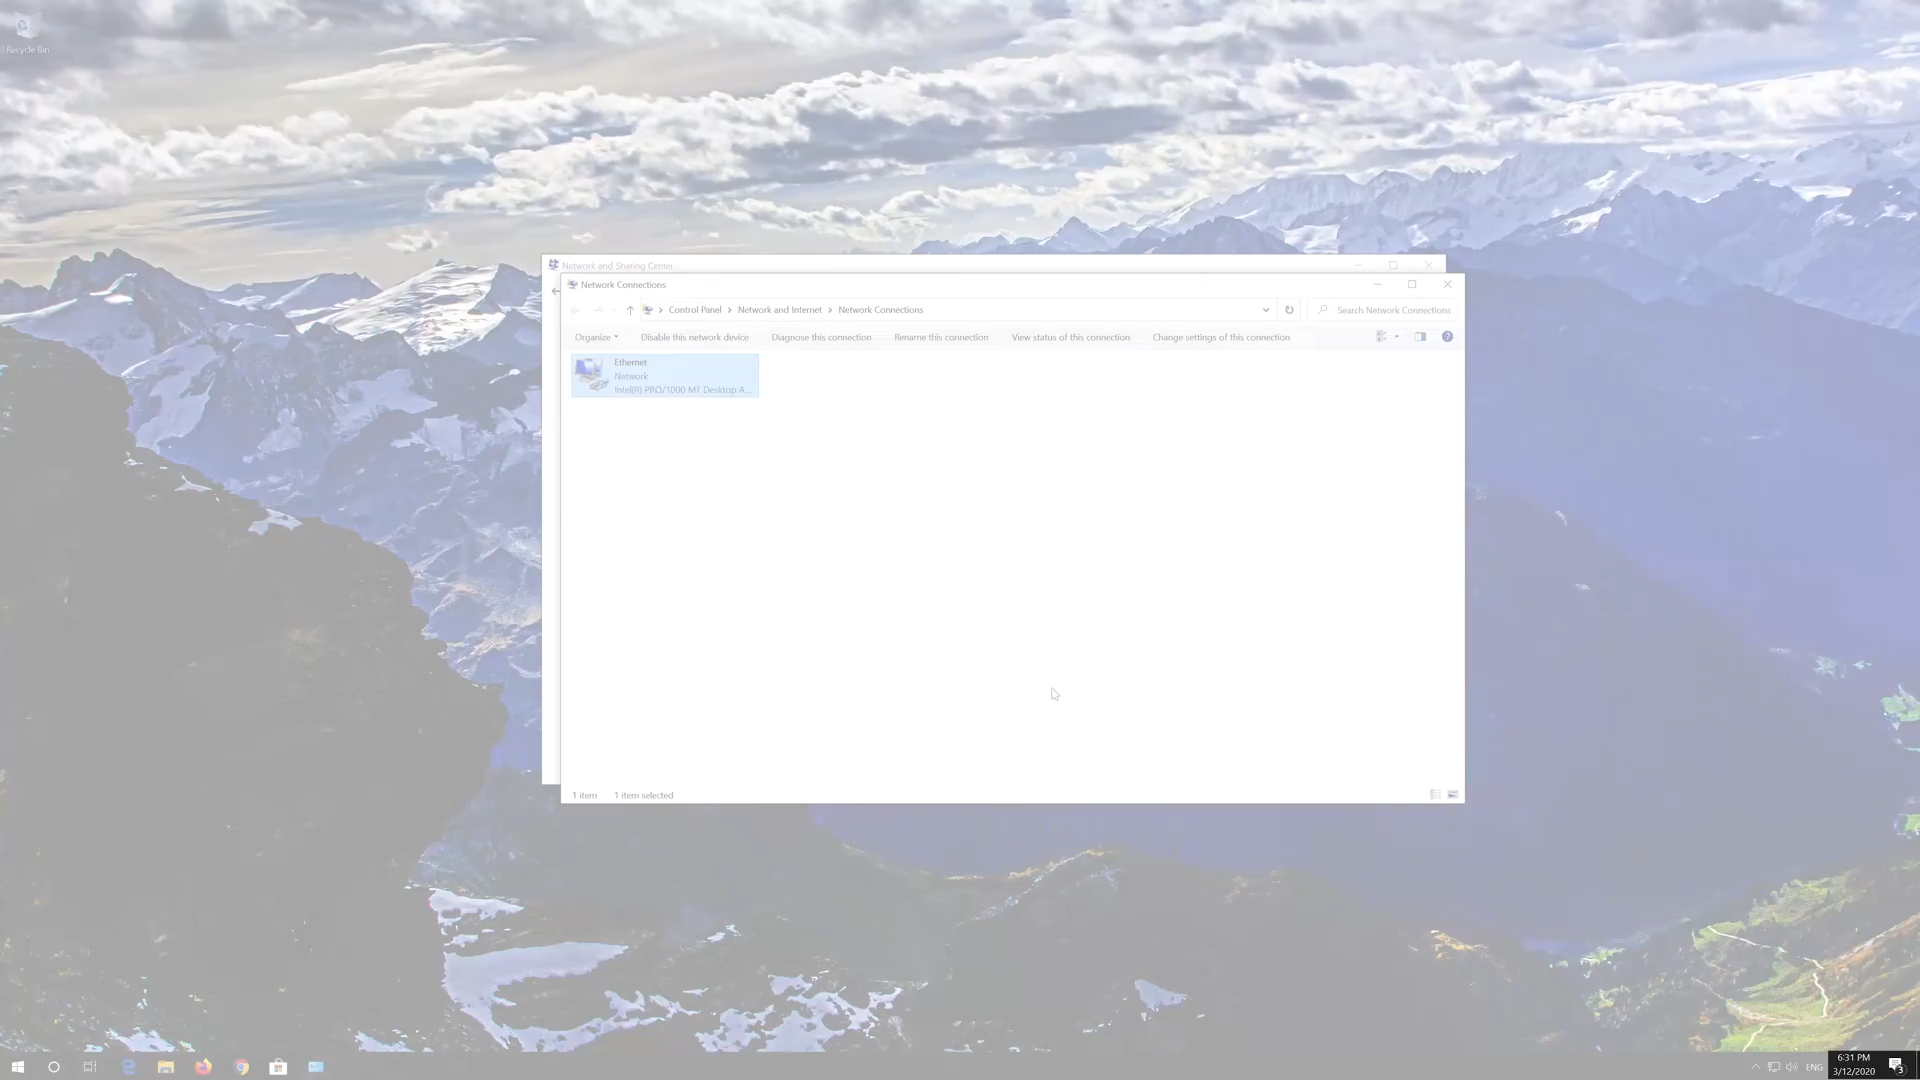 Recycle Bin
Network and Sharing Center
Network Connections
Control Panel > Network and Internet > Network Connections
Search Network Connections
Organize
Disable this network device
Diagnose this connection
Rename this connection
View status of this connection
Change settings of this connection
Ethernet
Network
Intel(R) PRO/1000 MT Desktop A...
1 item
1 item selected
ENG
6:31 PM
3/12/2020
3